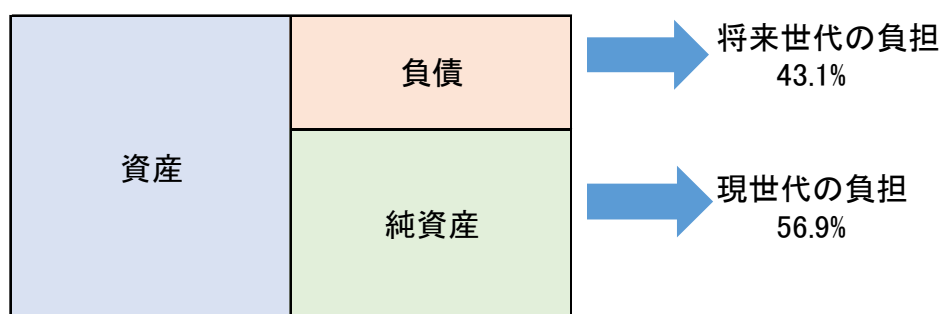 資産
負債
純資産
将来世代の負担
43.1%
現世代の負担
56.9%